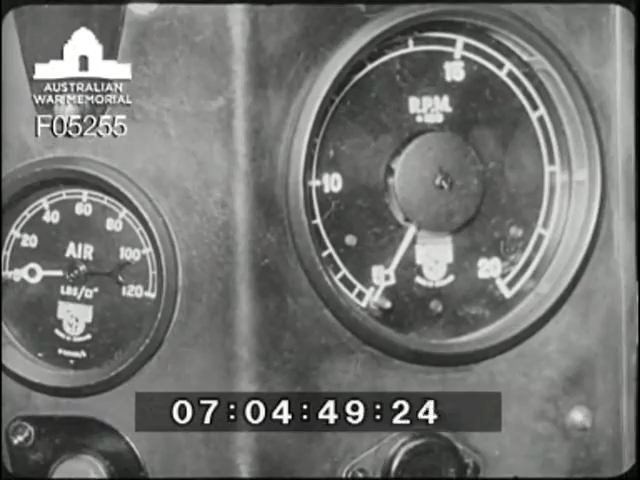 AUSTRALIAN
WAR MEMORIAL
F05255
15
R.P.M.
10
20
60
40
80
20
AIR
100
0
LBS/□"
120
07:04:49:24